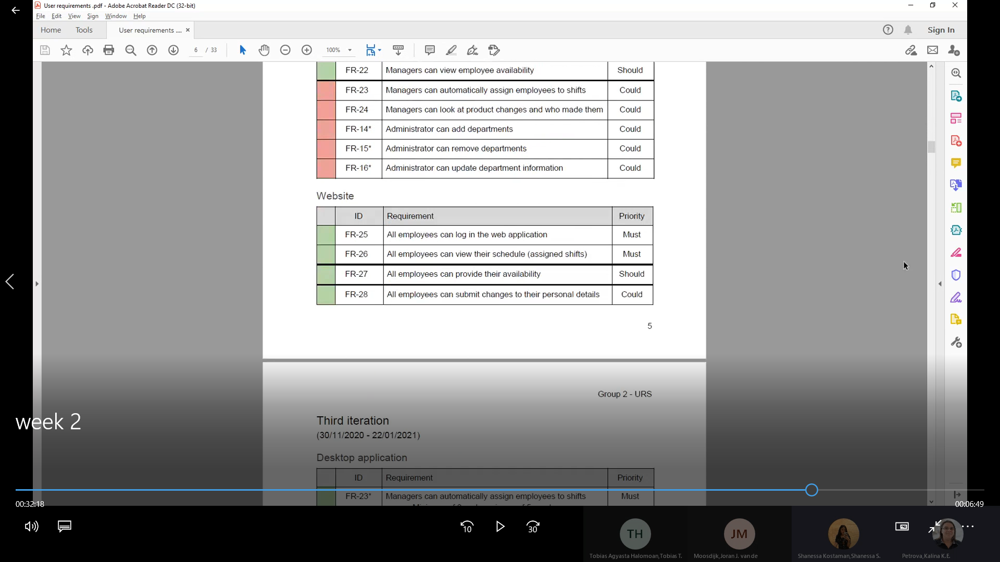 User requirements .pdf - Adobe Acrobat Reader DC (32-bit)
File Edit View Sign Window Help
Home Tools User requirements .... × Sign In
6 / 33 100%
FR-22 Managers can view employee availability Should
FR-23 Managers can automatically assign employees to shifts Could
FR-24 Managers can look at product changes and who made them Could
FR-14* Administrator can add departments Could
FR-15* Administrator can remove departments Could
FR-16* Administrator can update department information Could
Website
ID Requirement Priority
FR-25 All employees can log in the web application Must
FR-26 All employees can view their schedule (assigned shifts) Must
FR-27 All employees can provide their availability Should
FR-28 All employees can submit changes to their personal details Could
5
Group 2 - URS
week 2
Third iteration
(30/11/2020 - 22/01/2021)
Desktop application
ID Requirement Priority
FR-23* Managers can automatically assign employees to shifts Must
00:32:18 00:06:49
10 30
TH JM
Tobias Agyasta Halomoan,Tobias T. Moosdijk,Joran J. van de Shanessa Kostaman,Shanessa S. Petrova,Kalina K.E.